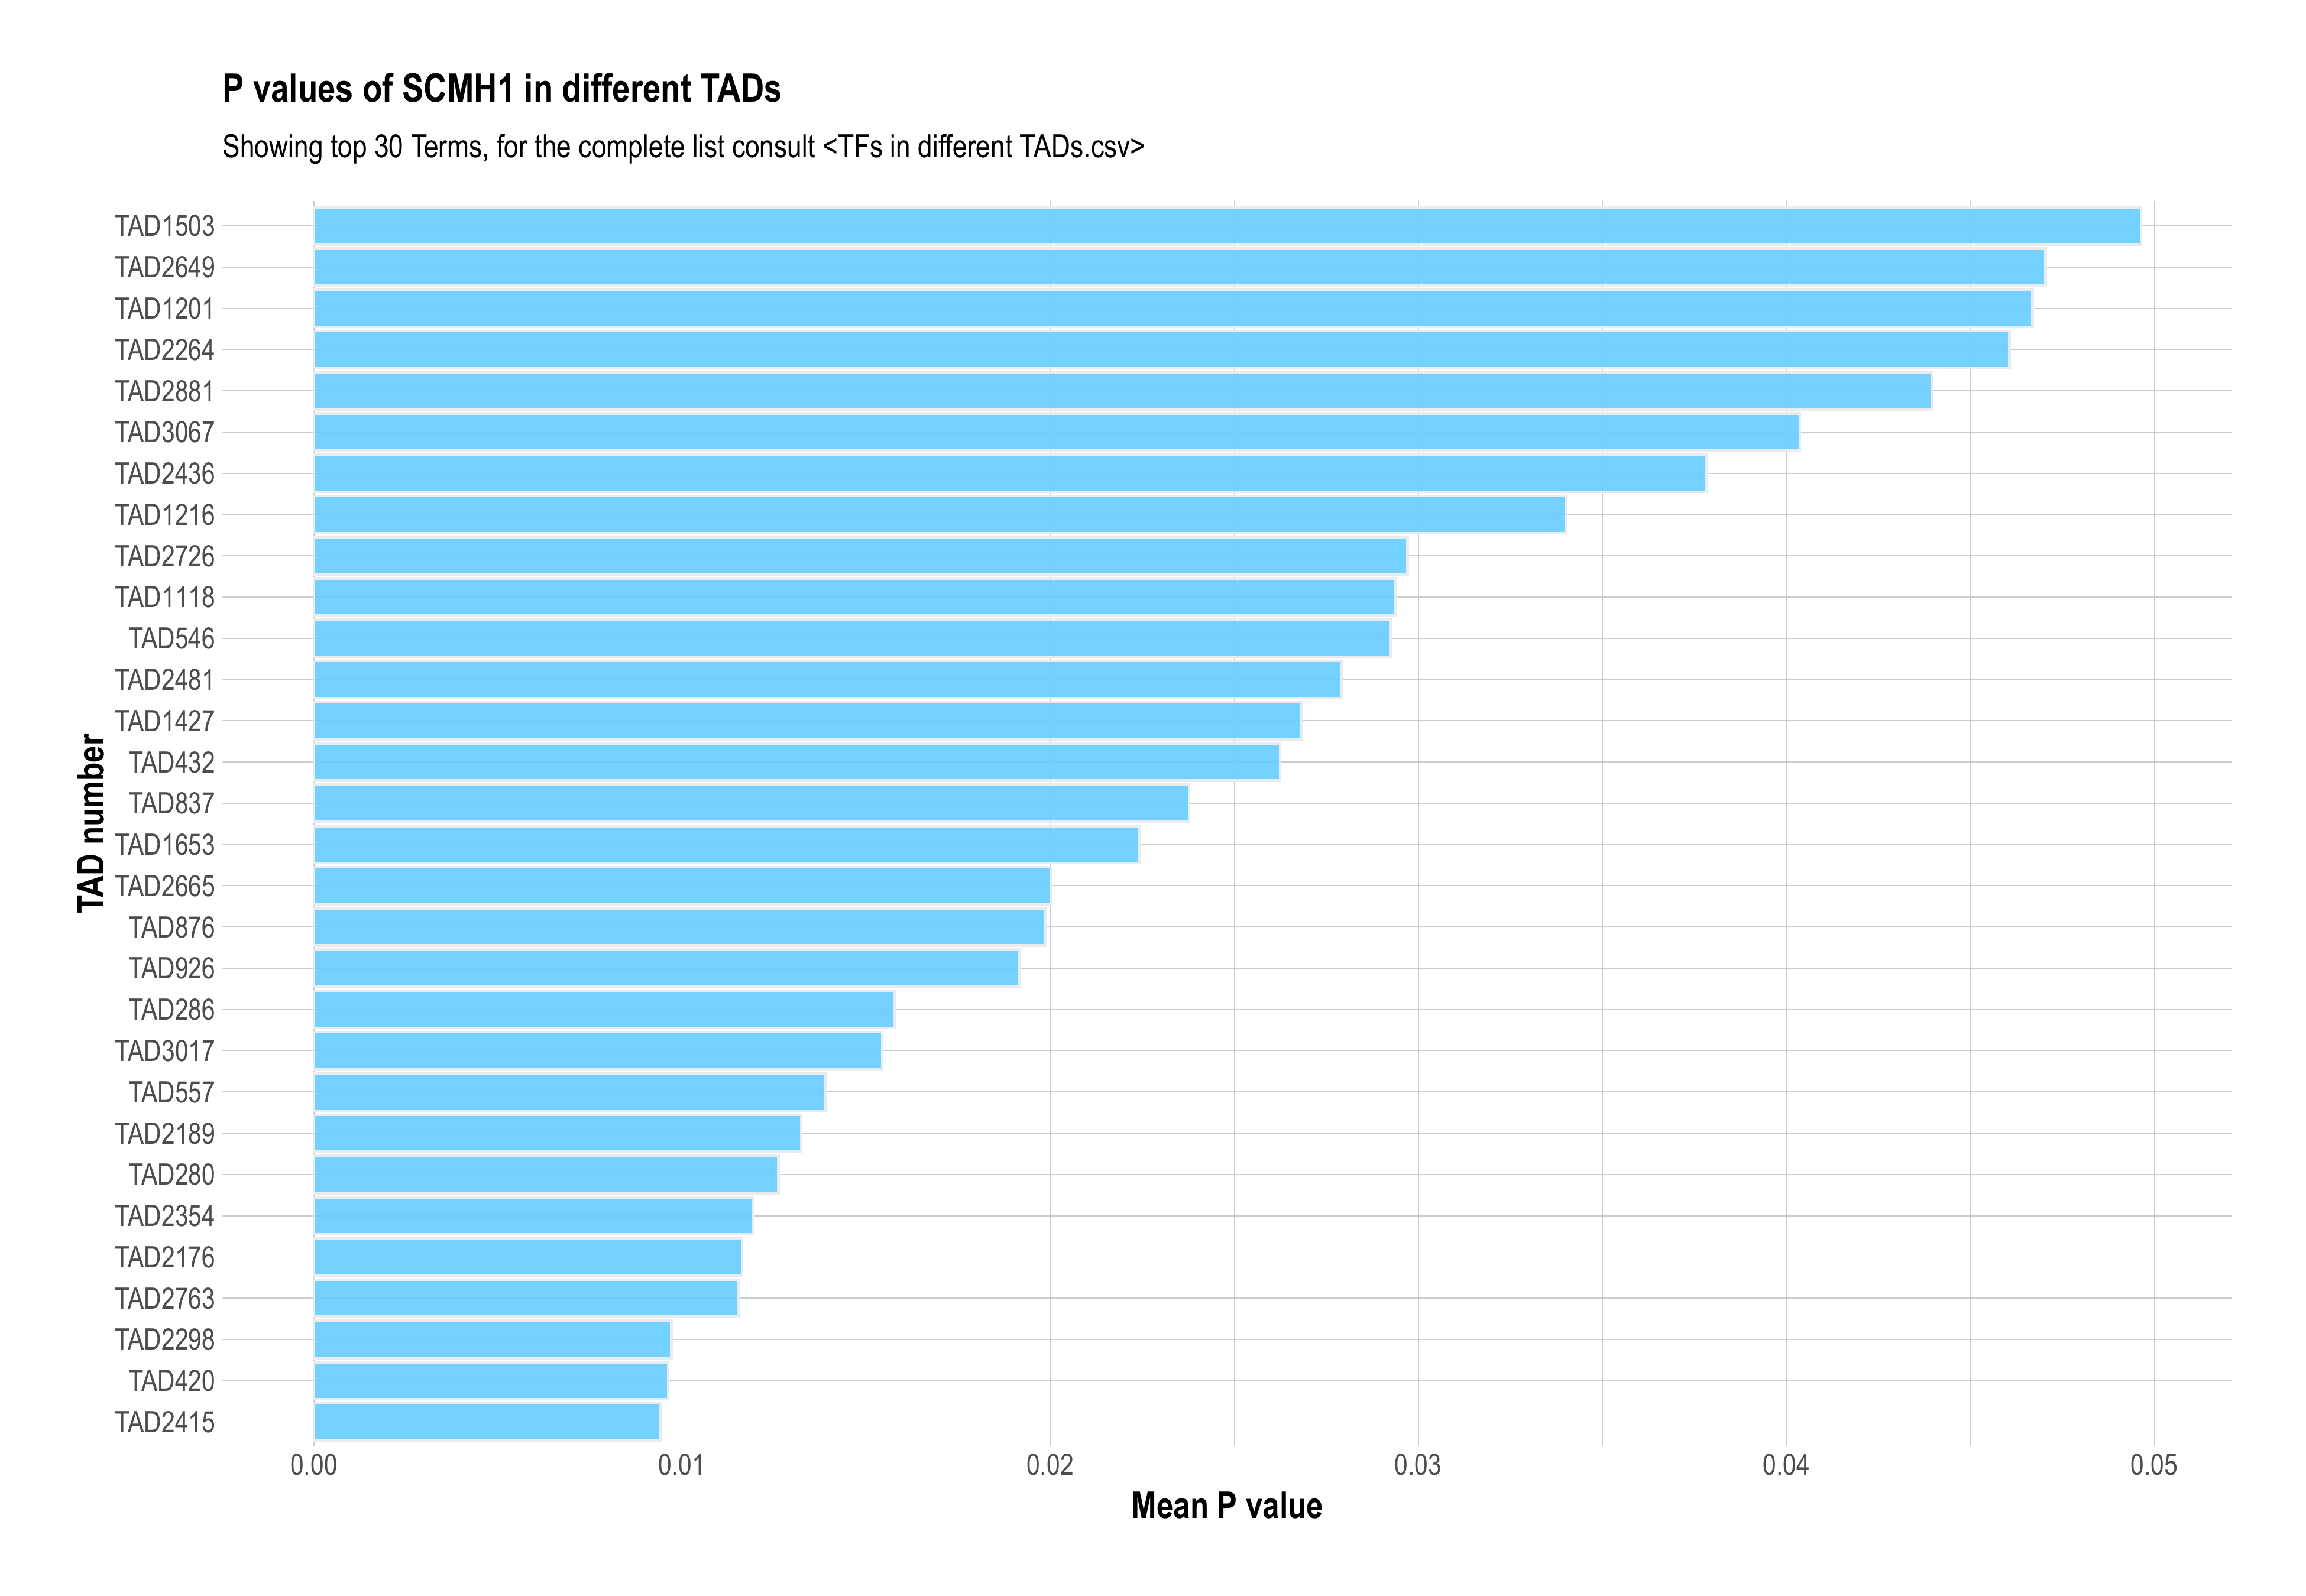 P values of SCMH1 in different TADs
Showing top 30 Terms, for the complete list consult <TFs in different TADs.csv>
TAD number
TAD1503
TAD2649
TAD1201
TAD2264
TAD2881
TAD3067
TAD2436
TAD1216
TAD2726
TAD1118
TAD546
TAD2481
TAD1427
TAD432
TAD837
TAD1653
TAD2665
TAD876
TAD926
TAD286
TAD3017
TAD557
TAD2189
TAD280
TAD2354
TAD2176
TAD2763
TAD2298
TAD420
TAD2415
0.00 0.01 0.02 0.03 0.04 0.05
Mean P value